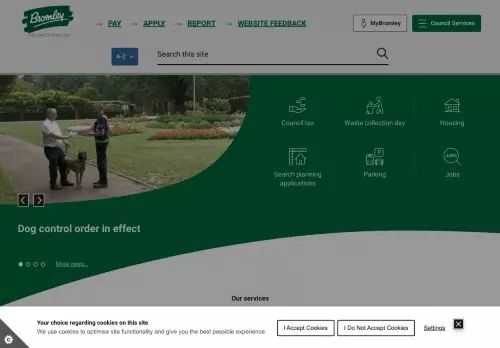 Bromley
THE LONDON BOROUGH
PAY
APPLY
REPORT
WEBSITE FEEDBACK
MyBromley
Council Services
A-Z
Search this site
Council tax
Waste collection day
Housing
Search planning
applications
Parking
Jobs
JOBS
P
Dog control order in effect
More news...
Our services
Your choice regarding cookies on this site
We use cookies to optimise site functionality and give you the best possible experience.
I Accept Cookies
I Do Not Accept Cookies
Settings